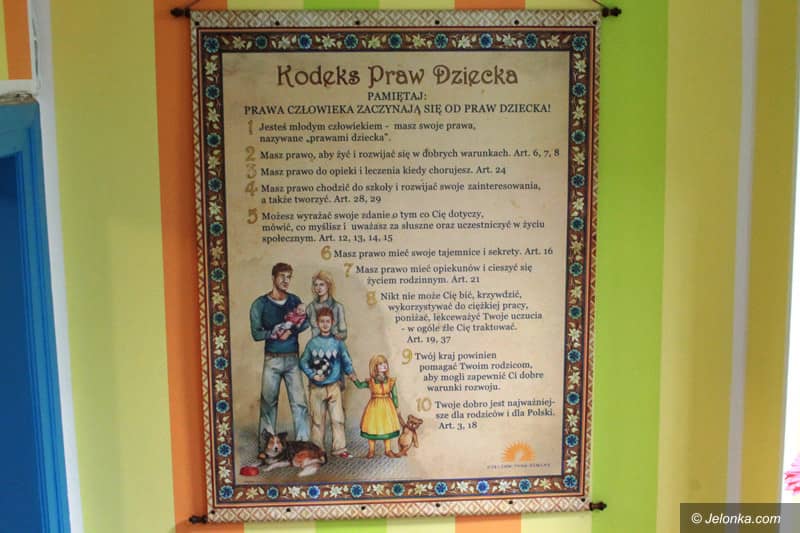 Kodeks Praw Dziecka
PAMIĘTAJ:
PRAWA CZŁOWIEKA ZACZYNAJĄ SIĘ OD PRAW DZIECKA!
1 Jesteś młodym człowiekiem - masz swoje prawa,
nazywane „prawami dziecka”.
2 Masz prawo, aby żyć i rozwijać się w dobrych warunkach. Art. 6, 7, 8
3 Masz prawo do opieki i leczenia kiedy chorujesz. Art. 24
4 Masz prawo chodzić do szkoły i rozwijać swoje zainteresowania,
a także tworzyć. Art. 28, 29
5 Możesz wyrażać swoje zdanie o tym co Cię dotyczy,
mówić, co myślisz i uważasz za słuszne oraz uczestniczyć w życiu
społecznym. Art. 12, 13, 14, 15
6 Masz prawo mieć swoje tajemnice i sekrety. Art. 16
7 Masz prawo mieć opiekunów i cieszyć się
życiem rodzinnym. Art. 21
8 Nikt nie może Cię bić, krzywdzić,
wykorzystywać do ciężkiej pracy,
poniżać, lekceważyć Twoje uczucia
- w ogóle źle Cię traktować.
Art. 19, 37
9 Twój kraj powinien
pomagać Twoim rodzicom,
aby mogli zapewnić Ci dobre
warunki rozwoju.
10 Twoje dobro jest najważniej-
sze dla rodziców i dla Polski.
Art. 3, 18
© Jelonka.com